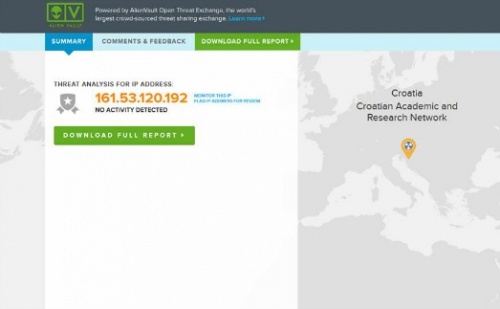 Powered by AlienVault Open Threat Exchange, the world's
largest crowd-sourced threat sharing exchange. Learn more ›
ALIEN VAULT
SUMMARY
COMMENTS & FEEDBACK
DOWNLOAD FULL REPORT ›
THREAT ANALYSIS FOR IP ADDRESS:
161.53.120.192
MONITOR THIS IP
FLAG IP ADDRESS FOR REVIEW
NO ACTIVITY DETECTED
DOWNLOAD FULL REPORT ›
Croatia
Croatian Academic and
Research Network